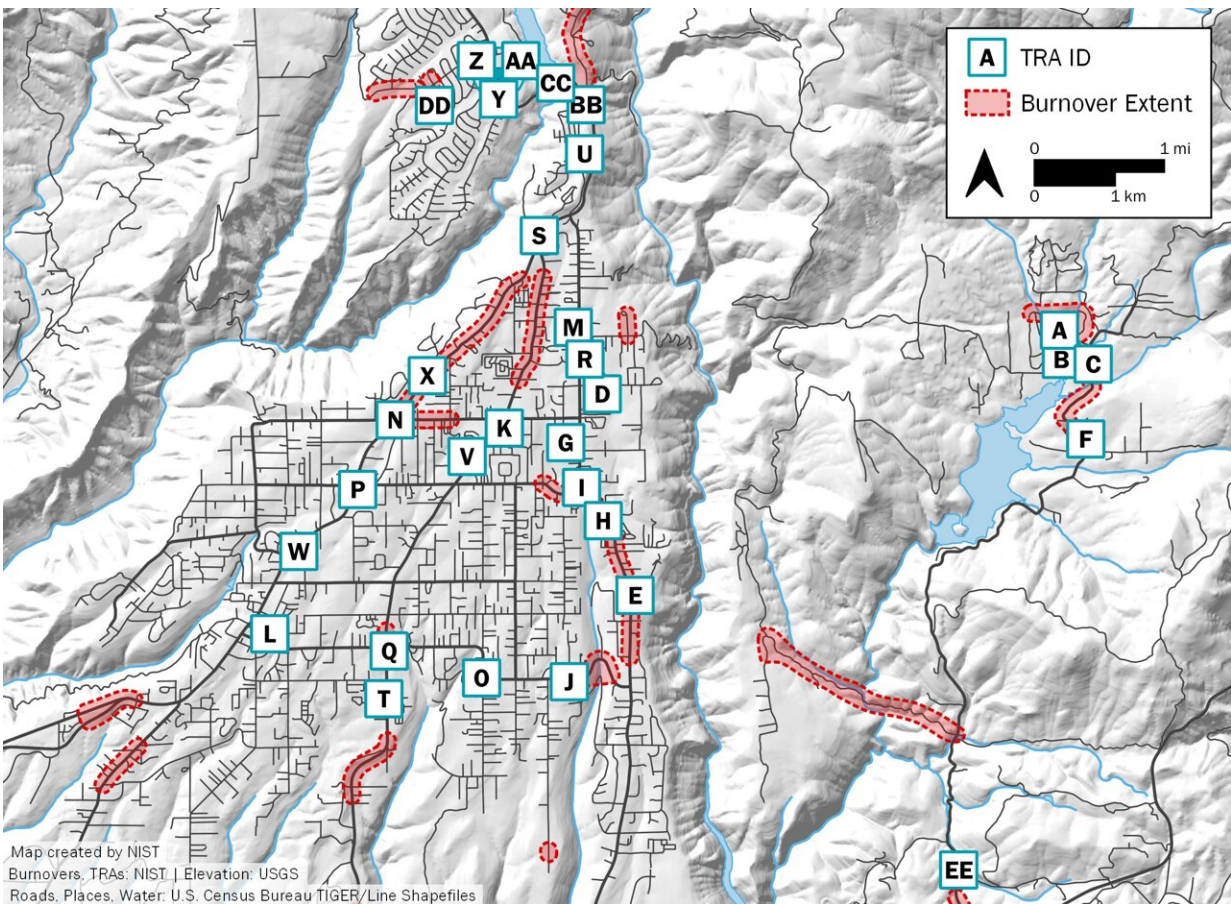 Z
AA
CC
Y
DD
BB
U
A TRA ID
Burnover Extent
0 1 mi
0 1 km
S
M
A
R
B
C
X
D
N
K
G
F
V
P
I
H
W
E
L
Q
O
J
T
Map created by NIST
Burnovers, TRAs: NIST | Elevation: USGS
Roads, Places, Water: U.S. Census Bureau TIGER/Line Shapefiles
EE